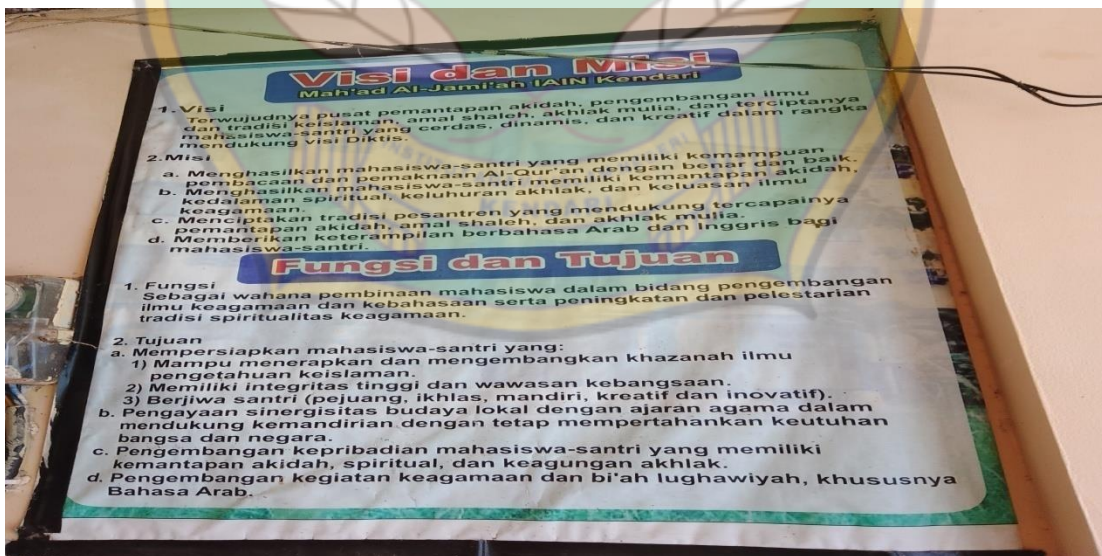 Visi dan Misi
Mah'ad Al-Jami'ah IAIN Kendari
1. Visi
Terwujudnya pusat pemantapan akidah, pengembangan ilmu
dan tradisi keislaman, amal shaleh, akhlak mulia, dan terciptanya
mahasiswa-santri yang cerdas, dinamis, dan kreatif dalam rangka
mendukung visi Diktis.
2. Misi
a. Menghasilkan mahasiswa-santri yang memiliki kemampuan
pembacaan dan pemaknaan Al-Qur'an dengan benar dan baik.
b. Menghasilkan mahasiswa-santri memiliki kemantapan akidah,
kedalaman spiritual, keluhuran akhlak, dan keluasan ilmu
keagamaan.
c. Menciptakan tradisi pesantren yang mendukung tercapainya
pemantapan akidah, amal shaleh, dan akhlak mulia.
d. Memberikan keterampilan berbahasa Arab dan Inggris bagi
mahasiswa-santri.
Fungsi dan Tujuan
1. Fungsi
Sebagai wahana pembinaan mahasiswa dalam bidang pengembangan
ilmu keagamaan dan kebahasaan serta peningkatan dan pelestarian
tradisi spiritualitas keagamaan.
2. Tujuan
a. Mempersiapkan mahasiswa-santri yang:
1) Mampu menerapkan dan mengembangkan khazanah ilmu
pengetahuan keislaman.
2) Memiliki integritas tinggi dan wawasan kebangsaan.
3) Berjiwa santri (pejuang, ikhlas, mandiri, kreatif dan inovatif).
b. Pengayaan sinergisitas budaya lokal dengan ajaran agama dalam
mendukung kemandirian dengan tetap mempertahankan keutuhan
bangsa dan negara.
c. Pengembangan kepribadian mahasiswa-santri yang memiliki
kemantapan akidah, spiritual, dan keagungan akhlak.
d. Pengembangan kegiatan keagamaan dan bi'ah lughawiyah, khususnya
Bahasa Arab.
KENDARI